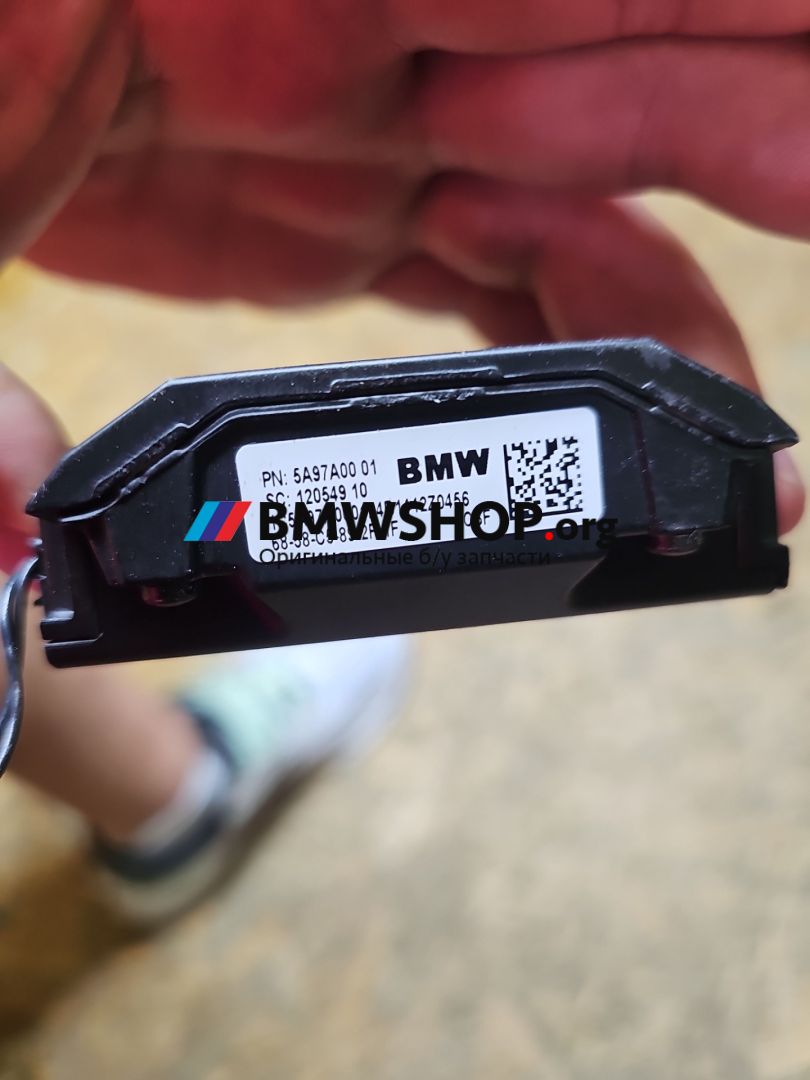 PN: 5A97A00 01
BMW
SC: 120549 10
BMWSHOP.org
Оригинальные б/у запчасти